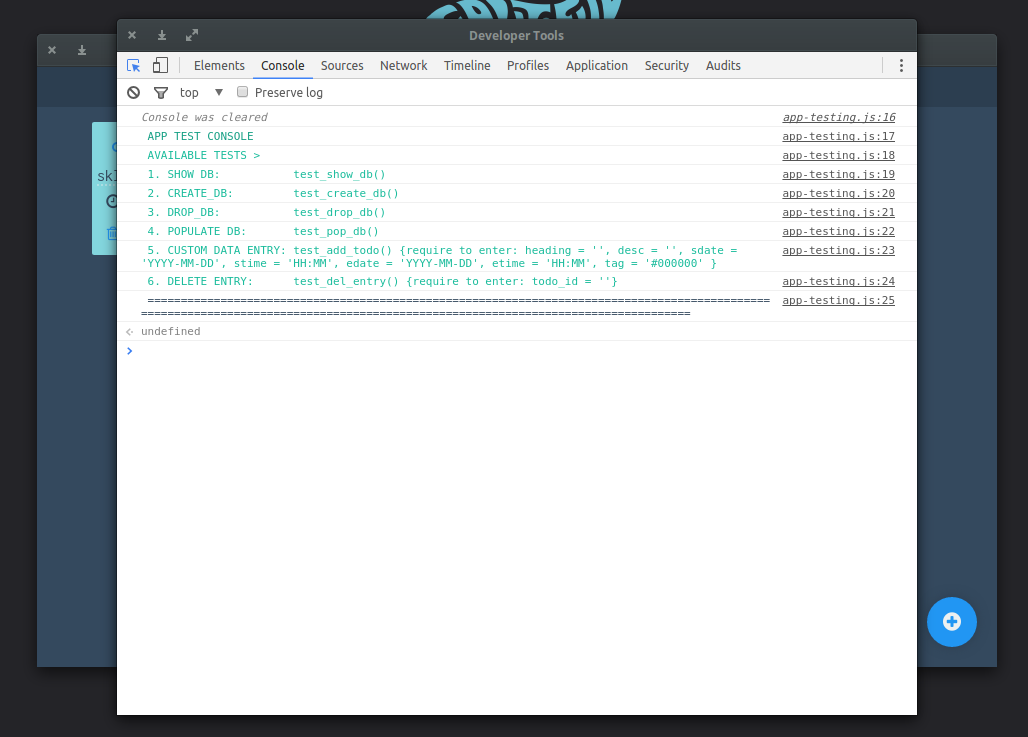 Developer Tools
Elements Console Sources Network Timeline Profiles Application Security Audits
top Preserve log
Console was cleared app-testing.js:16
APP TEST CONSOLE app-testing.js:17
AVAILABLE TESTS > app-testing.js:18
1. SHOW DB: test_show_db() app-testing.js:19
2. CREATE_DB: test_create_db() app-testing.js:20
3. DROP_DB: test_drop_db() app-testing.js:21
4. POPULATE DB: test_pop_db() app-testing.js:22
5. CUSTOM DATA ENTRY: test_add_todo() {require to enter: heading = '', desc = '', sdate = app-testing.js:23
'YYYY-MM-DD', stime = 'HH:MM', edate = 'YYYY-MM-DD', etime = 'HH:MM', tag = '#000000' }
6. DELETE ENTRY: test_del_entry() {require to enter: todo_id = ''} app-testing.js:24
============================================================================================== app-testing.js:25
===================================================================================
undefined